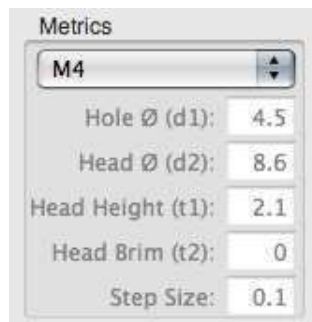 Metrics
M4
Hole Ø (d1): 4.5
Head Ø (d2): 8.6
Head Height (t1): 2.1
Head Brim (t2): 0
Step Size: 0.1